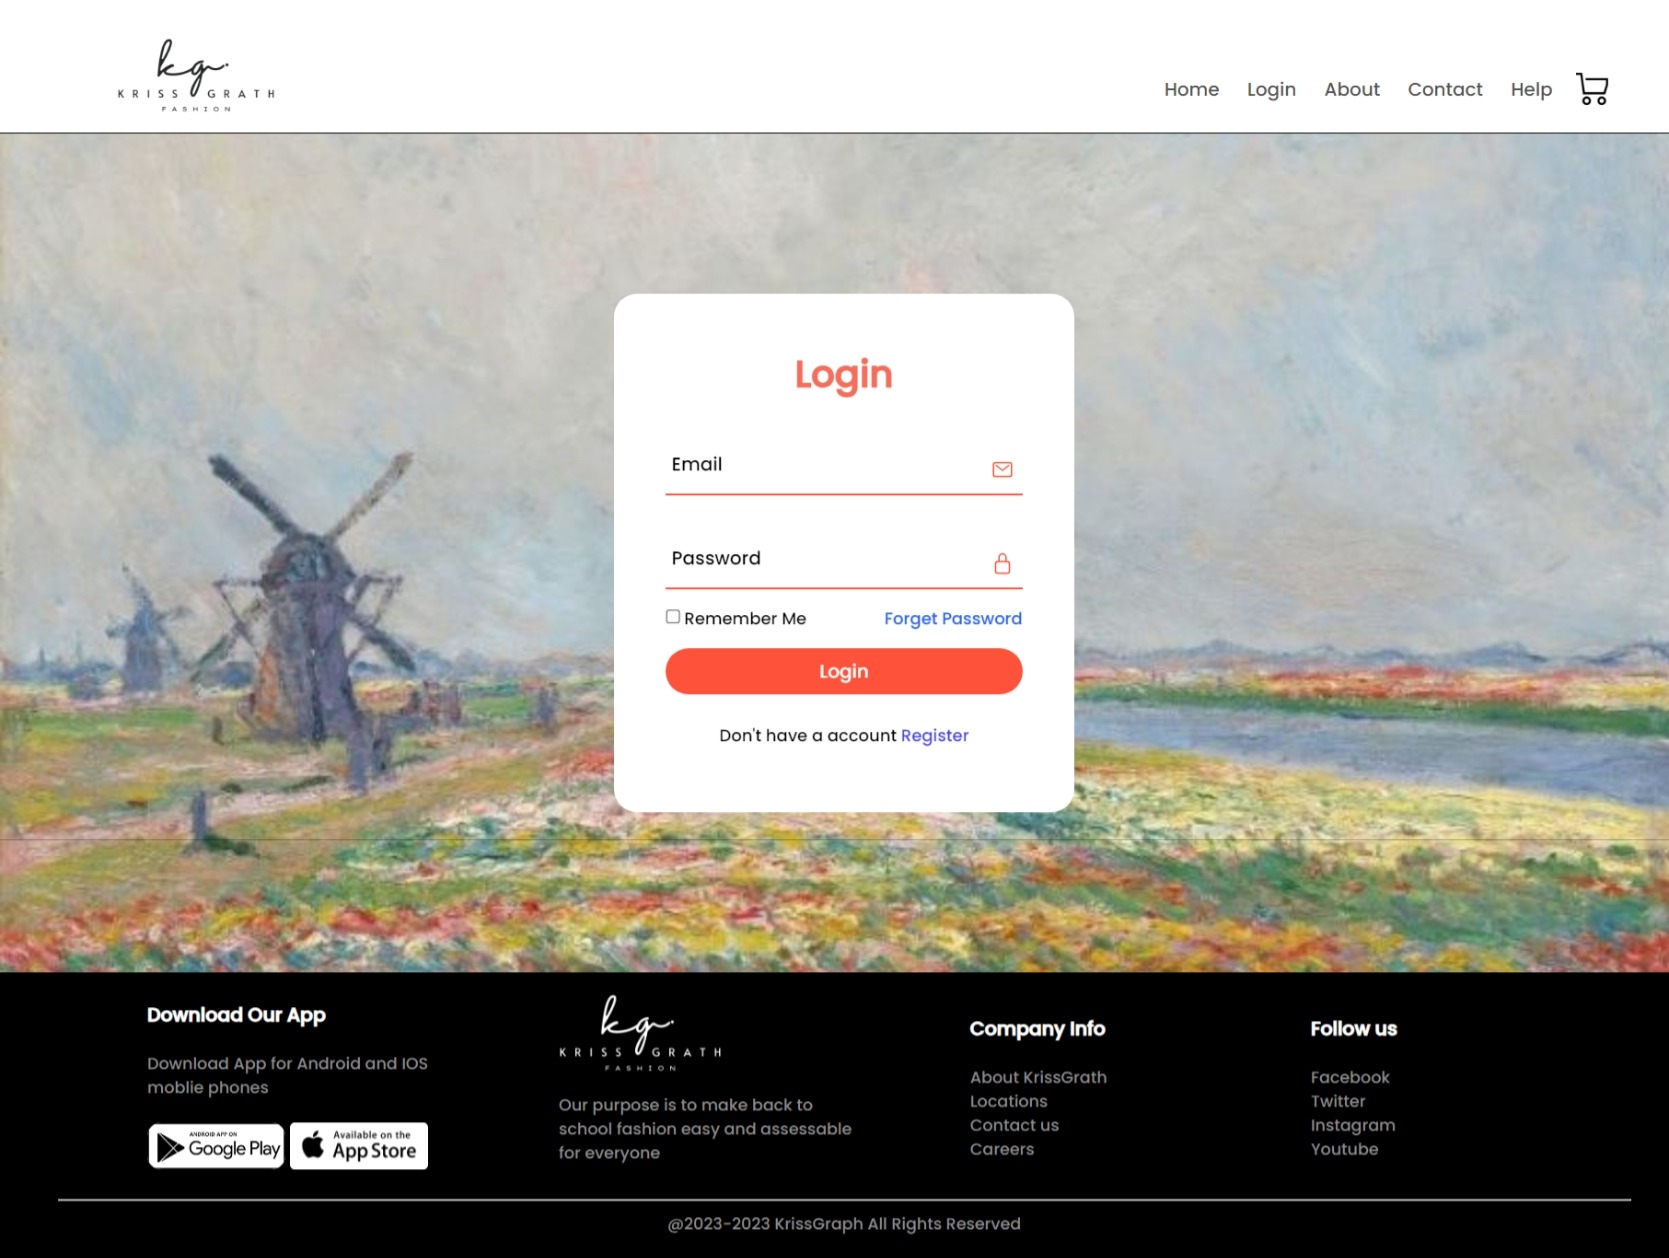 kg.
KRISS GRATH
FASHION
Home Login About Contact Help
Login
Email
Password
Remember Me Forget Password
Login
Don't have a account Register
Download Our App
Download App for Android and IOS
moblie phones
ANDROID APP ON
Google Play
Available on the
App Store
kg.
KRISS GRATH
FASHION
Our purpose is to make back to
school fashion easy and assessable
for everyone
Company Info
About KrissGrath
Locations
Contact us
Careers
Follow us
Facebook
Twitter
Instagram
Youtube
@2023-2023 KrissGraph All Rights Reserved